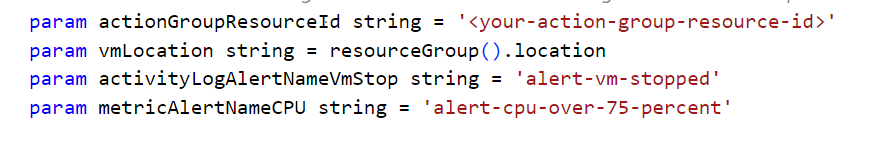 param actionGroupResourceId string = '<your-action-group-resource-id>'
param vmLocation string = resourceGroup().location
param activityLogAlertNameVmStop string = 'alert-vm-stopped'
param metricAlertNameCPU string = 'alert-cpu-over-75-percent'